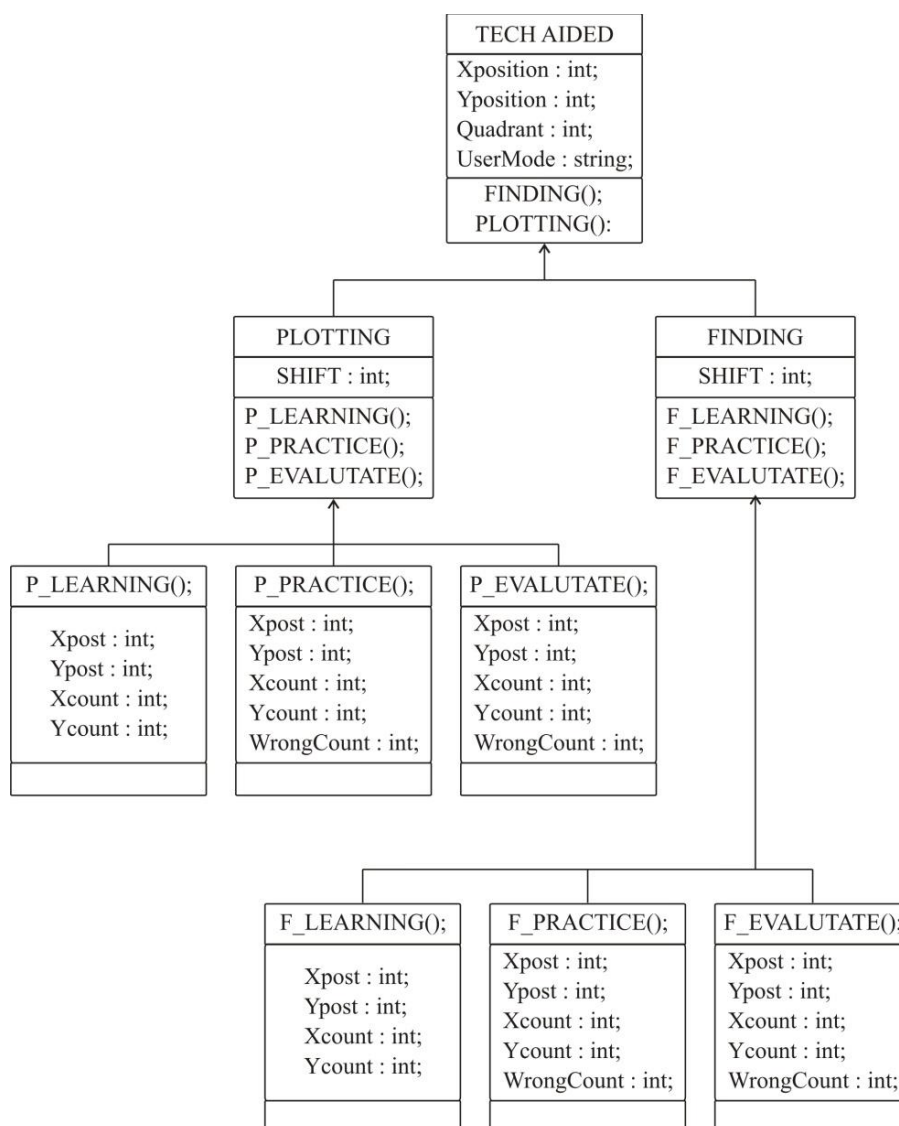 TECH AIDED
Xposition : int;
Yposition : int;
Quadrant : int;
UserMode : string;
FINDING();
PLOTTING():
PLOTTING
SHIFT : int;
P_LEARNING();
P_PRACTICE();
P_EVALUTATE();
FINDING
SHIFT : int;
F_LEARNING();
F_PRACTICE();
F_EVALUTATE();
P_LEARNING();
Xpost : int;
Ypost : int;
Xcount : int;
Ycount : int;
P_PRACTICE();
Xpost : int;
Ypost : int;
Xcount : int;
Ycount : int;
WrongCount : int;
P_EVALUTATE();
Xpost : int;
Ypost : int;
Xcount : int;
Ycount : int;
WrongCount : int;
F_LEARNING();
Xpost : int;
Ypost : int;
Xcount : int;
Ycount : int;
F_PRACTICE();
Xpost : int;
Ypost : int;
Xcount : int;
Ycount : int;
WrongCount : int;
F_EVALUTATE();
Xpost : int;
Ypost : int;
Xcount : int;
Ycount : int;
WrongCount : int;